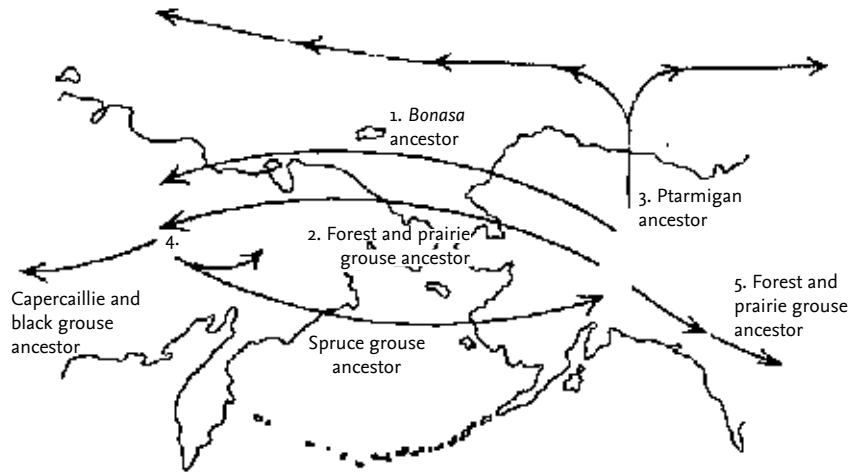 1. Bonasa
ancestor
3. Ptarmigan
ancestor
4.
2. Forest and prairie
grouse ancestor
Capercaillie and
black grouse
ancestor
5. Forest and
prairie grouse
ancestor
Spruce grouse
ancestor